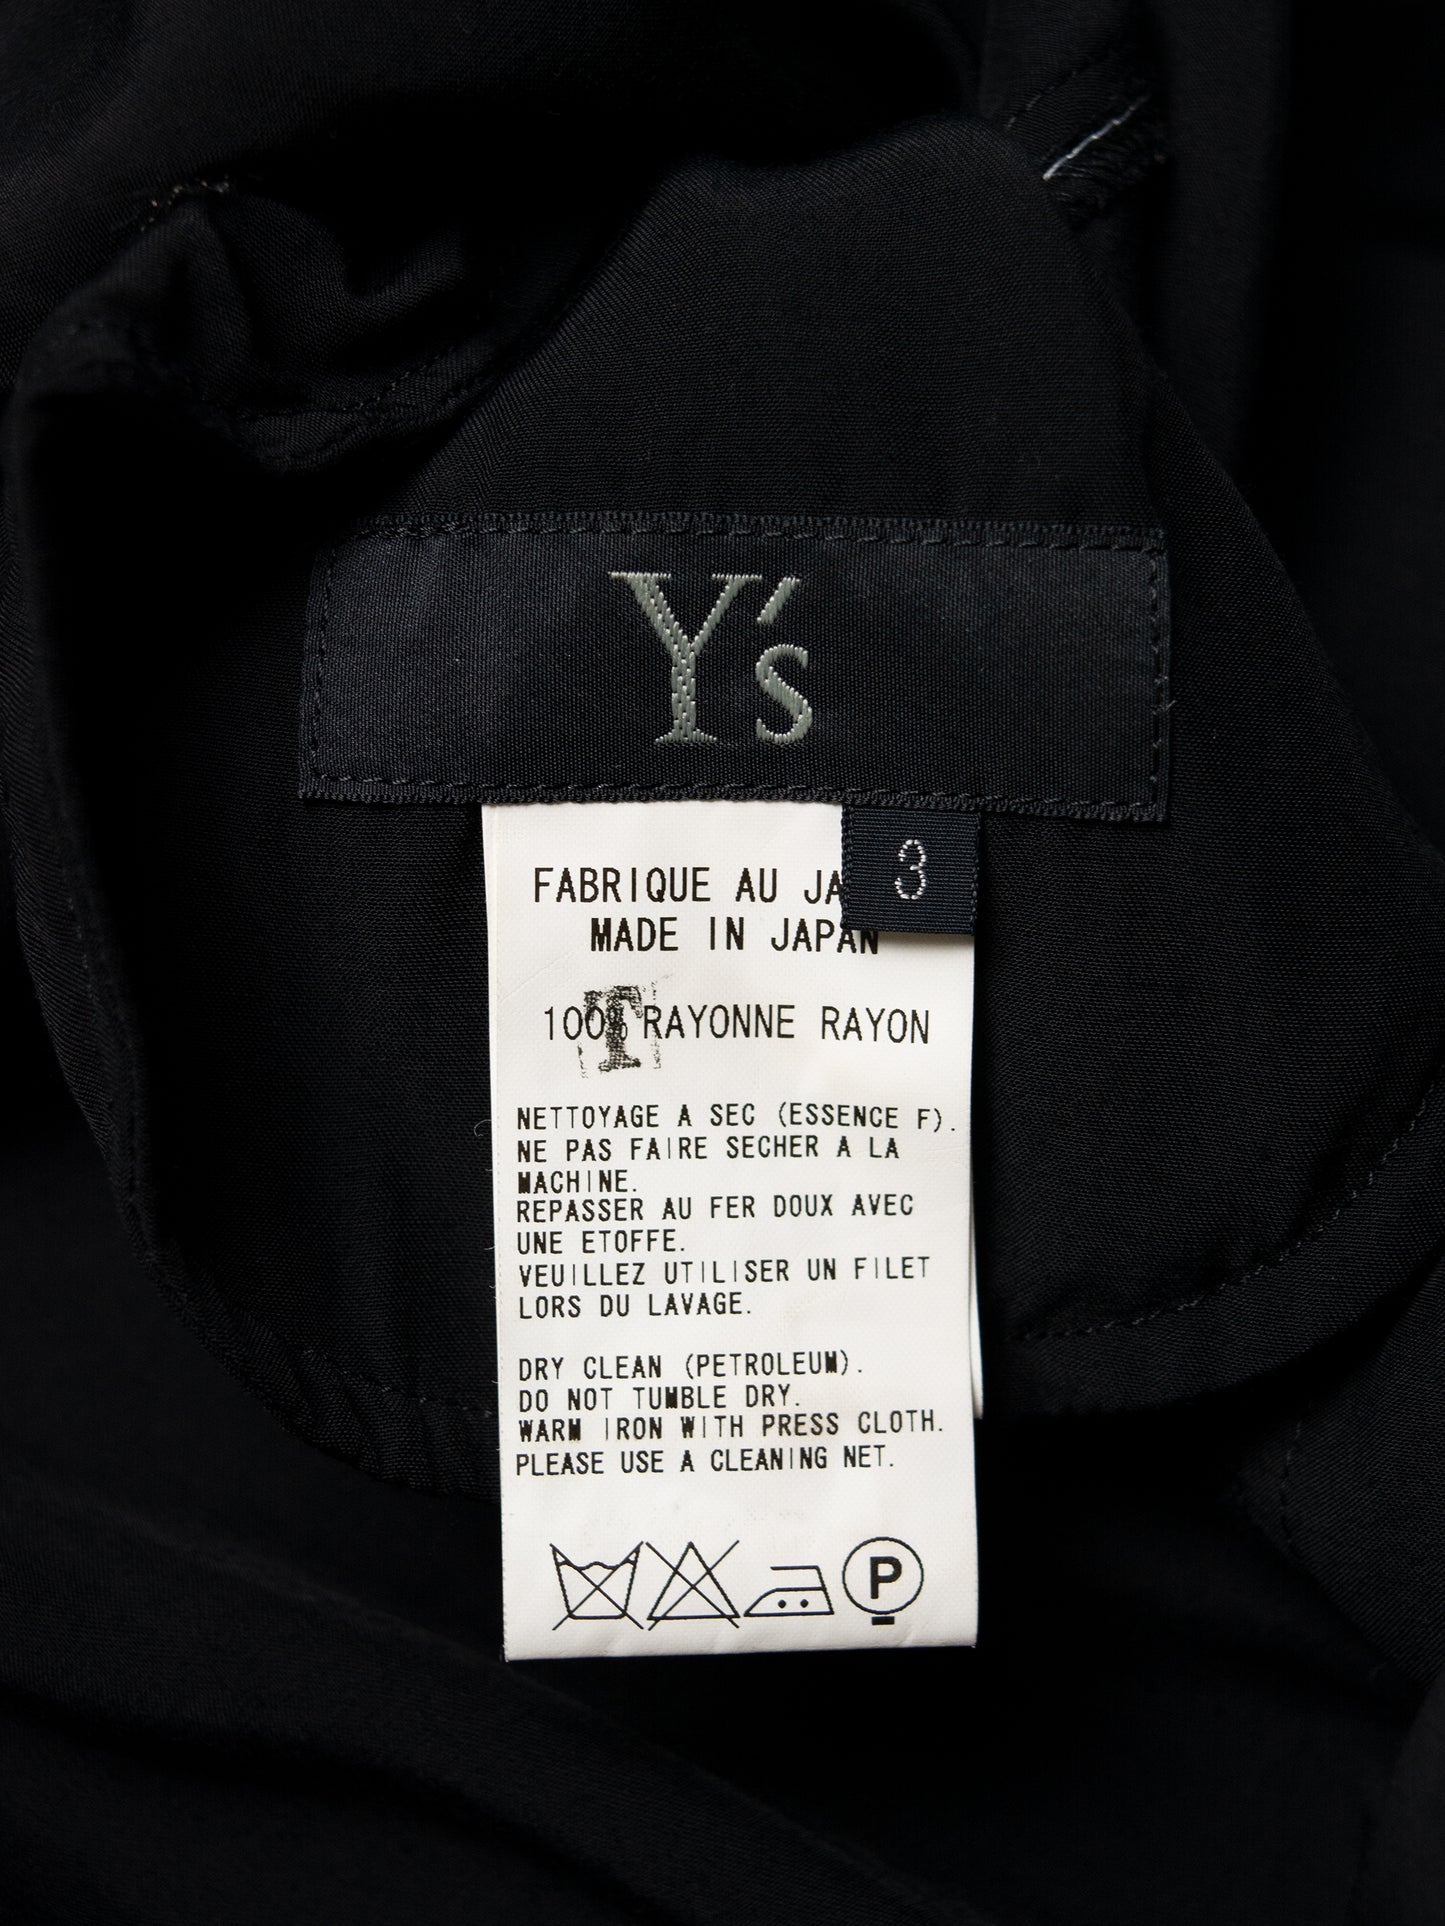 Y's
3
FABRIQUE AU
MADE IN JAPAN
T
100% RAYONNE RAYON
NETTOYAGE A SEC (ESSENCE F).
NE PAS FAIRE SECHER A LA
MACHINE.
REPASSER AU FER DOUX AVEC
UNE ETOFFE.
VEUILLEZ UTILISER UN FILET
LORS DU LAVAGE.
DRY CLEAN (PETROLEUM).
DO NOT TUMBLE DRY.
WARM IRON WITH PRESS CLOTH.
PLEASE USE A CLEANING NET.
P